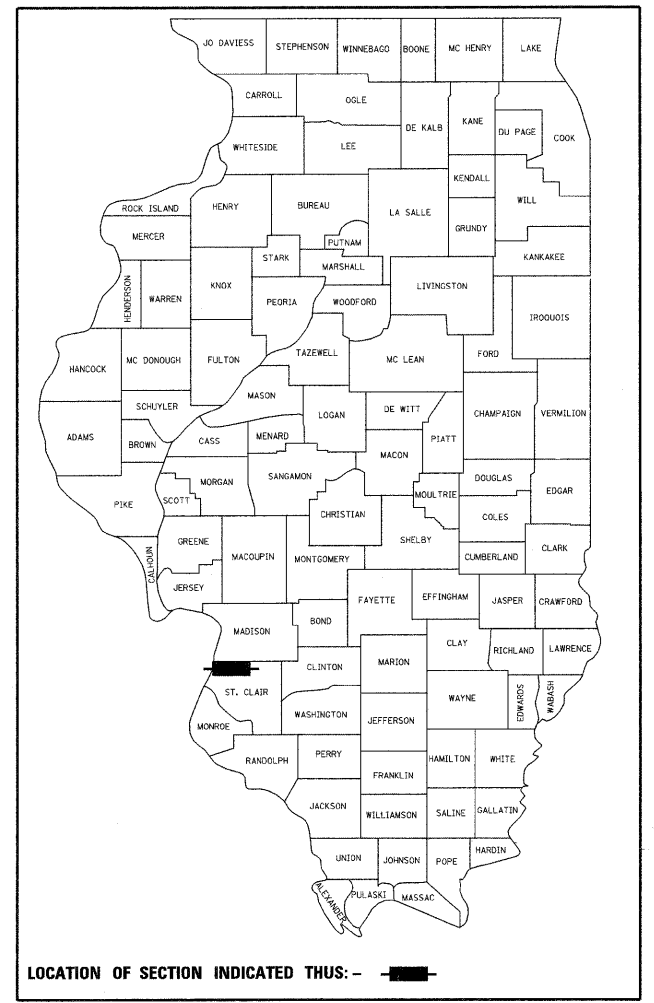 JO DAVIESS
STEPHENSON
WINNEBAGO
BOONE
MC HENRY
LAKE
CARROLL
OGLE
DE KALB
KANE
DU PAGE
COOK
WHITESIDE
LEE
KENDALL
ROCK ISLAND
HENRY
BUREAU
LA SALLE
WILL
MERCER
PUTNAM
GRUNDY
STARK
MARSHALL
KANKAKEE
HENDERSON
WARREN
KNOX
PEORIA
WOODFORD
LIVINGSTON
IROQUOIS
HANCOCK
MC DONOUGH
FULTON
TAZEWELL
MC LEAN
FORD
SCHUYLER
MASON
LOGAN
DE WITT
CHAMPAIGN
VERMILION
ADAMS
BROWN
CASS
MENARD
PIATT
MACON
MORGAN
SANGAMON
DOUGLAS
EDGAR
PIKE
SCOTT
CHRISTIAN
MOULTRIE
COLES
GREENE
MACOUPIN
MONTGOMERY
SHELBY
CUMBERLAND
CLARK
CALHOUN
JERSEY
FAYETTE
EFFINGHAM
JASPER
CRAWFORD
MADISON
BOND
CLAY
RICHLAND
LAWRENCE
CLINTON
MARION
ST. CLAIR
WAYNE
EDWARDS
WABASH
WASHINGTON
JEFFERSON
MONROE
RANDOLPH
PERRY
HAMILTON
WHITE
FRANKLIN
JACKSON
WILLIAMSON
SALINE
GALLATIN
UNION
JOHNSON
POPE
HARDIN
ALEXANDER
PULASKI
MASSAC
LOCATION OF SECTION INDICATED THUS: –